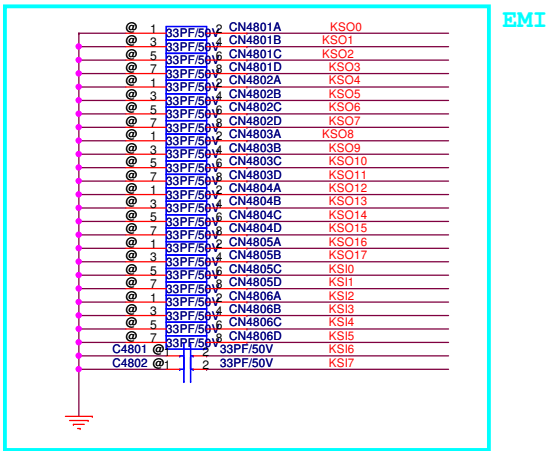 EMI
@ 1 33PF/50V 2 CN4801A KSO0
@ 3 33PF/50V 4 CN4801B KSO1
@ 5 33PF/50V 6 CN4801C KSO2
@ 7 33PF/50V 8 CN4801D KSO3
@ 1 33PF/50V 2 CN4802A KSO4
@ 3 33PF/50V 4 CN4802B KSO5
@ 5 33PF/50V 6 CN4802C KSO6
@ 7 33PF/50V 8 CN4802D KSO7
@ 1 33PF/50V 2 CN4803A KSO8
@ 3 33PF/50V 4 CN4803B KSO9
@ 5 33PF/50V 6 CN4803C KSO10
@ 7 33PF/50V 8 CN4803D KSO11
@ 1 33PF/50V 2 CN4804A KSO12
@ 3 33PF/50V 4 CN4804B KSO13
@ 5 33PF/50V 6 CN4804C KSO14
@ 7 33PF/50V 8 CN4804D KSO15
@ 1 33PF/50V 2 CN4805A KSO16
@ 3 33PF/50V 4 CN4805B KSO17
@ 5 33PF/50V 6 CN4805C KSI0
@ 7 33PF/50V 8 CN4805D KSI1
@ 1 33PF/50V 2 CN4806A KSI2
@ 3 33PF/50V 4 CN4806B KSI3
@ 5 33PF/50V 6 CN4806C KSI4
@ 7 33PF/50V 8 CN4806D KSI5
C4801 @ 2 33PF/50V KSI6
C4802 @1 2 33PF/50V KSI7